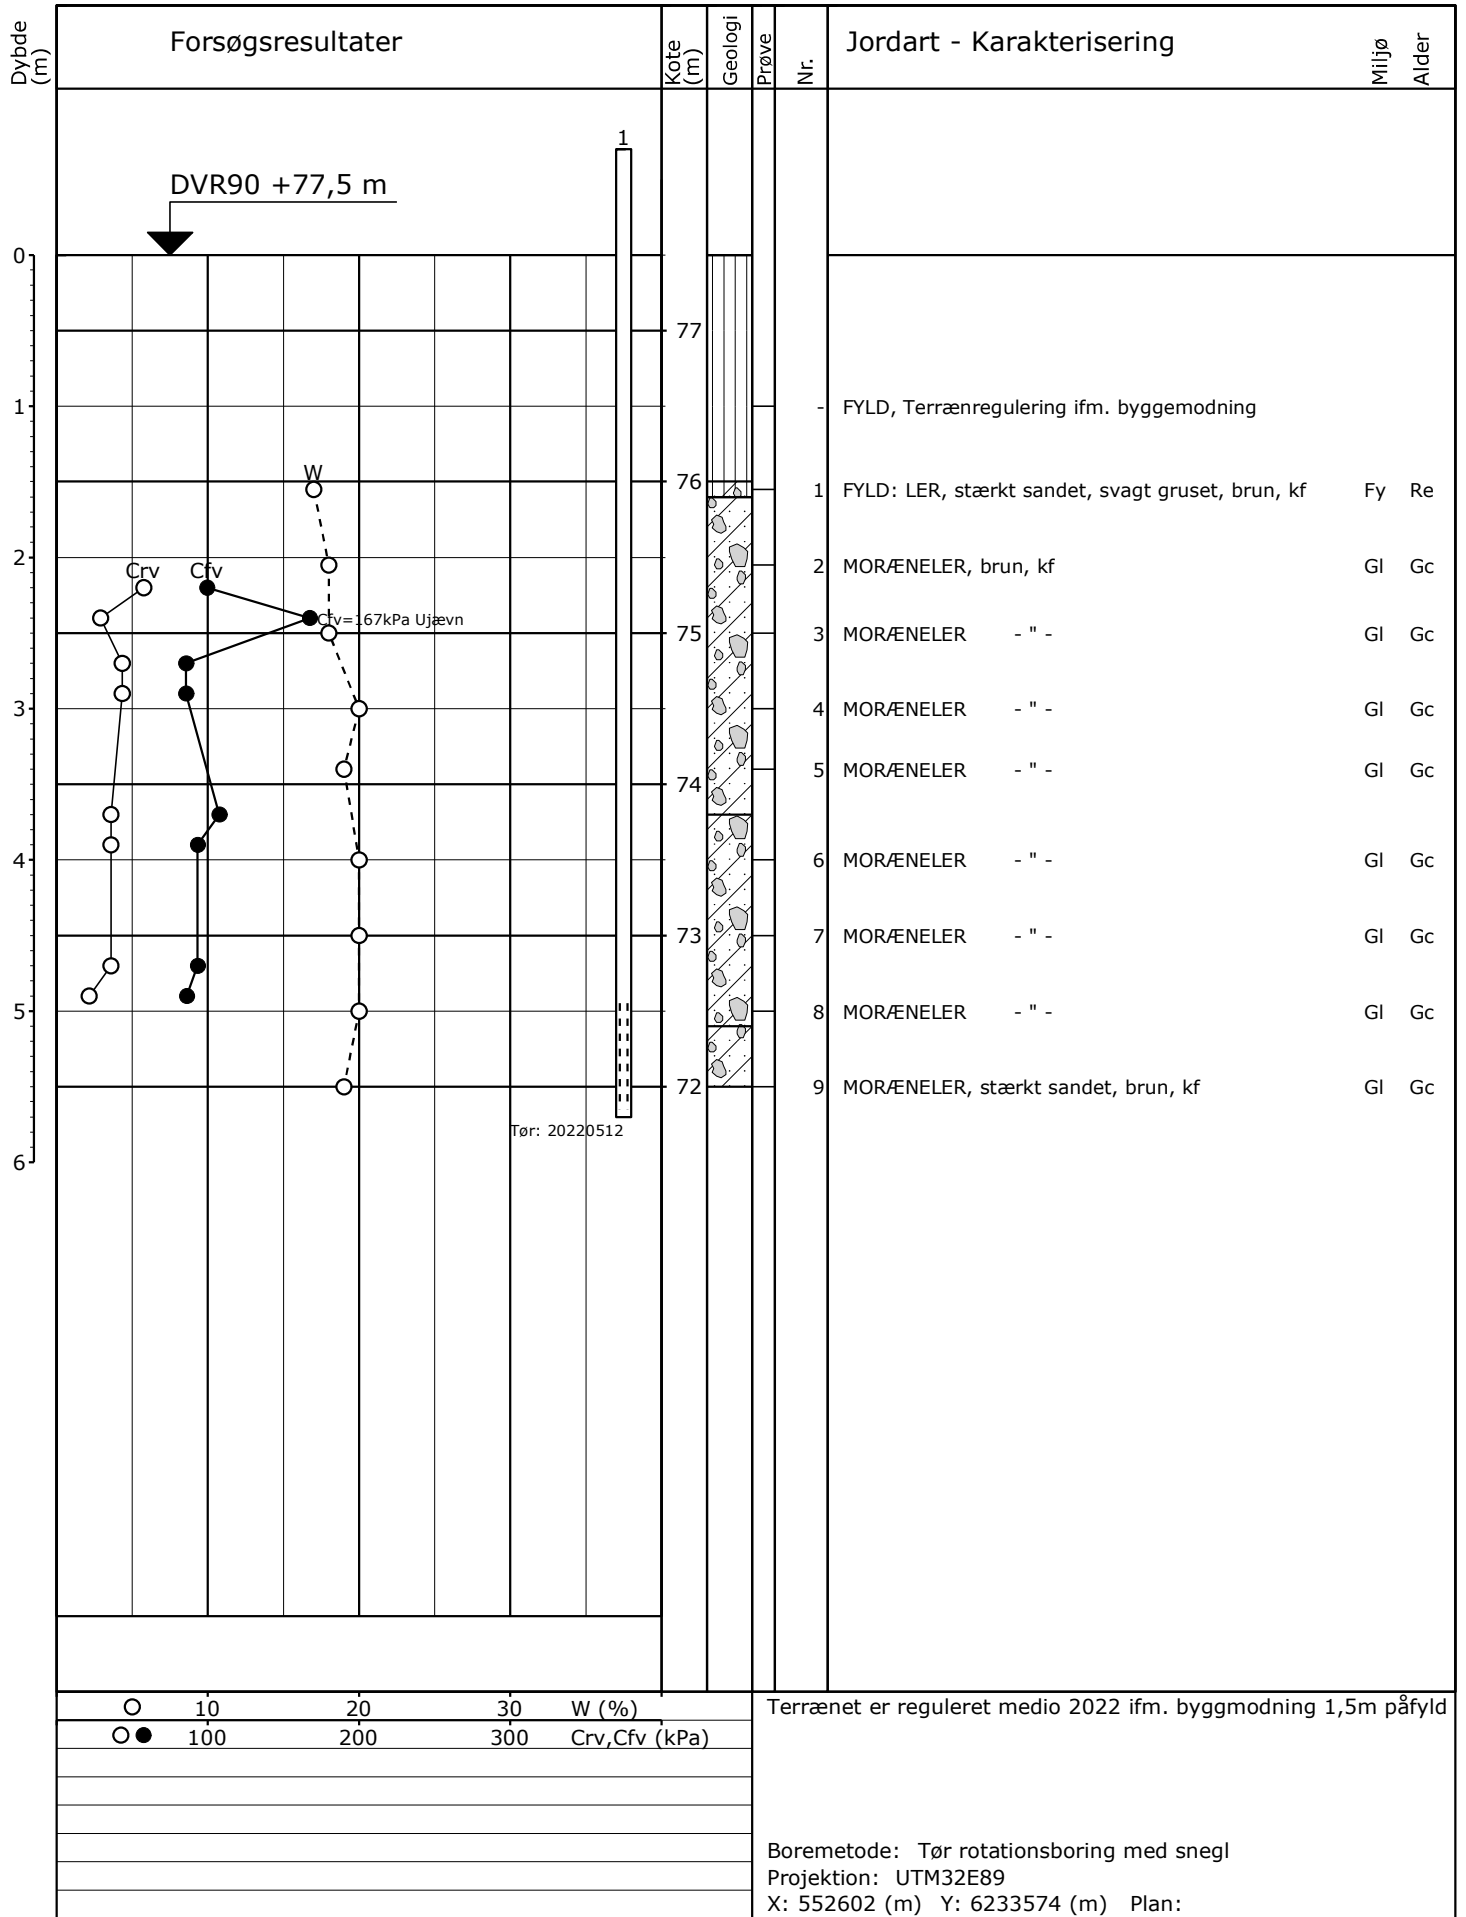 Dybde (m)
Forsøgsresultater
Kote (m)
Geologi
Prøve
Nr.
Jordart - Karakterisering
Miljø
Alder
1
DVR90 +77,5 m
0
77
1
- FYLD, Terrænregulering ifm. byggemodning
W
76
1 FYLD: LER, stærkt sandet, svagt gruset, brun, kf Fy Re
2
Crv Cfv
2 MORÆNELER, brun, kf Gl Gc
Cfv=167kPa Ujævn
75
3 MORÆNELER - " - Gl Gc
3
4 MORÆNELER - " - Gl Gc
5 MORÆNELER - " - Gl Gc
74
4
6 MORÆNELER - " - Gl Gc
73
7 MORÆNELER - " - Gl Gc
5
8 MORÆNELER - " - Gl Gc
72
9 MORÆNELER, stærkt sandet, brun, kf Gl Gc
Tør: 20220512
6
10 20 30 W (%)
100 200 300 Crv,Cfv (kPa)
Terrænet er reguleret medio 2022 ifm. byggmodning 1,5m påfyld
Boremetode: Tør rotationsboring med snegl
Projektion: UTM32E89
X: 552602 (m) Y: 6233574 (m) Plan: